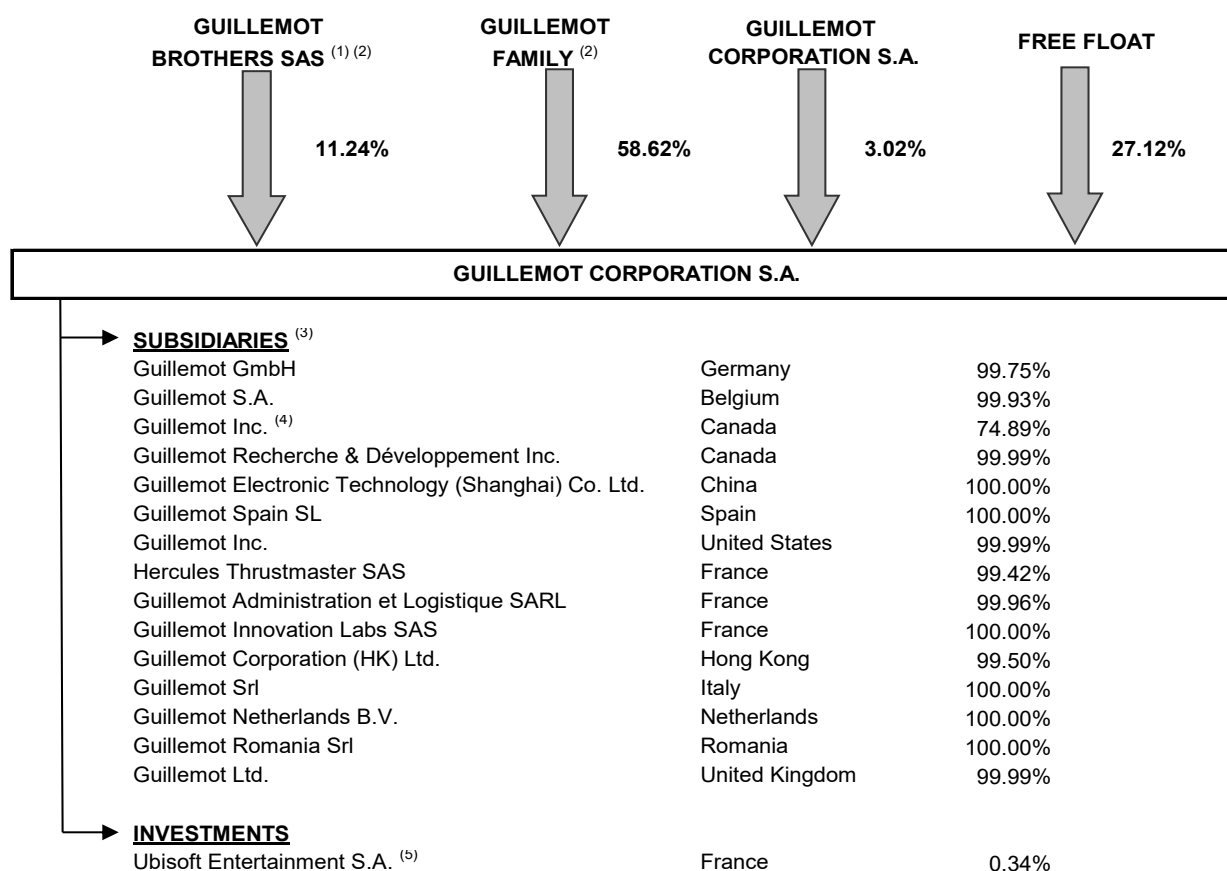 GUILLEMOT
BROTHERS SAS (1) (2)
GUILLEMOT
FAMILY (2)
GUILLEMOT
CORPORATION S.A.
FREE FLOAT
11.24%
58.62%
3.02%
27.12%
GUILLEMOT CORPORATION S.A.
SUBSIDIARIES (3)
Guillemot GmbH Germany 99.75%
Guillemot S.A. Belgium 99.93%
Guillemot Inc. (4) Canada 74.89%
Guillemot Recherche & Développement Inc. Canada 99.99%
Guillemot Electronic Technology (Shanghai) Co. Ltd. China 100.00%
Guillemot Spain SL Spain 100.00%
Guillemot Inc. United States 99.99%
Hercules Thrustmaster SAS France 99.42%
Guillemot Administration et Logistique SARL France 99.96%
Guillemot Innovation Labs SAS France 100.00%
Guillemot Corporation (HK) Ltd. Hong Kong 99.50%
Guillemot Srl Italy 100.00%
Guillemot Netherlands B.V. Netherlands 100.00%
Guillemot Romania Srl Romania 100.00%
Guillemot Ltd. United Kingdom 99.99%
INVESTMENTS
Ubisoft Entertainment S.A. (5) France 0.34%